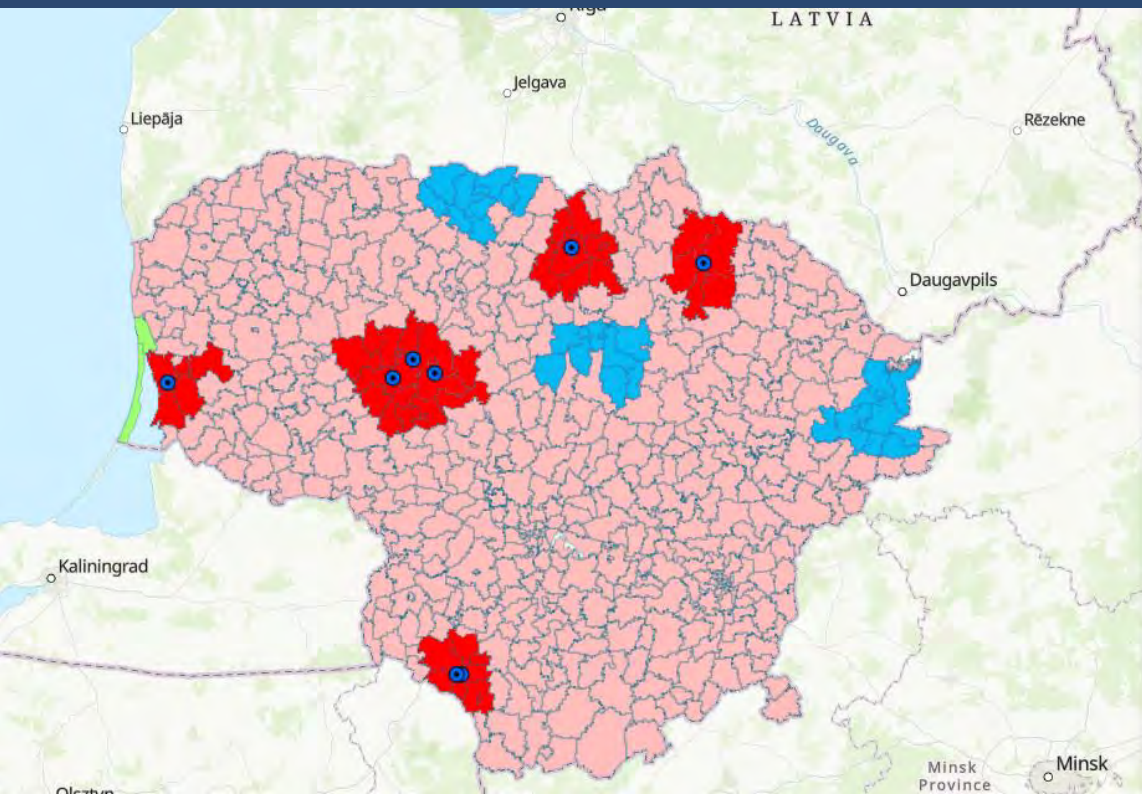 LATVIA
Jelgava
Liepāja
Rēzekne
Daugava
Daugavpils
Kaliningrad
Minsk
Minsk
Province